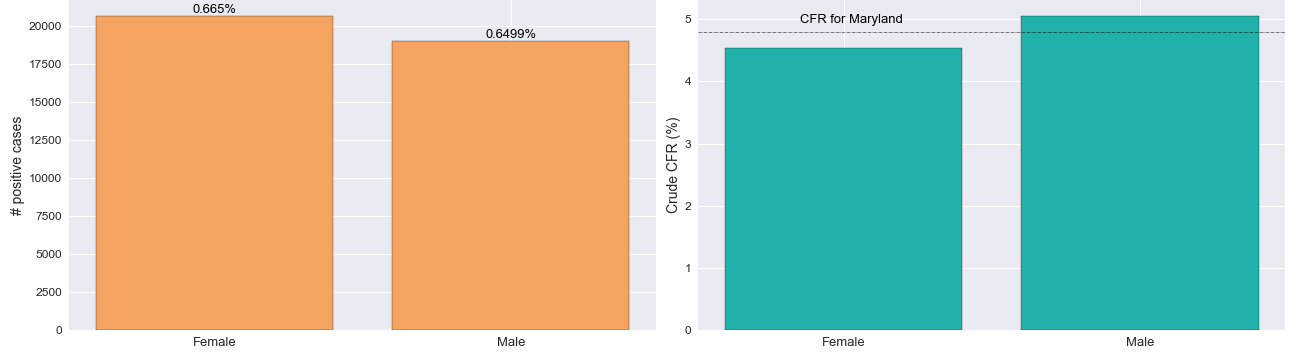 0.665%
0.6499%
20000
17500
15000
12500
10000
7500
5000
2500
0
# positive cases
Female
Male
CFR for Maryland
5
4
3
2
1
0
Crude CFR (%)
Female
Male